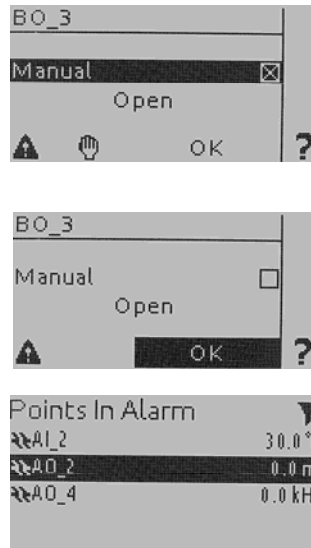 BO_3
Manual
Open
OK ?
BO_3
Manual
Open
OK ?
Points In Alarm
AI_2 30.0°
AO_2 0.0
AO_4 0.0 kH